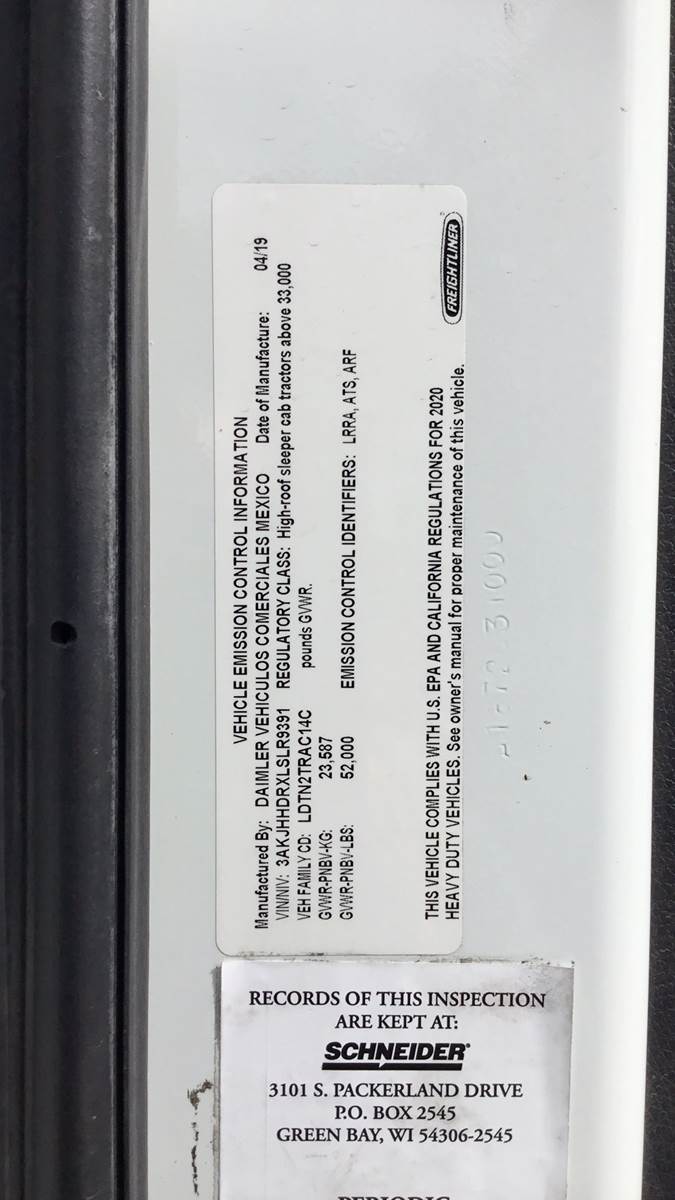 VEHICLE EMISSION CONTROL INFORMATION
Manufactured By: DAIMLER VEHICULOS COMERCIALES MEXICO Date of Manufacture: 04/19
VIN/NIV: 3AKJHHDRXLSLR9391 REGULATORY CLASS: High-roof sleeper cab tractors above 33,000
VEH FAMILY CD: LDTN2TRAC14C pounds GVWR.
GVWR-PNBV-KG: 23,587
GVWR-PNBV-LBS: 52,000 EMISSION CONTROL IDENTIFIERS: LRRA, ATS, ARF
THIS VEHICLE COMPLIES WITH U.S. EPA AND CALIFORNIA REGULATIONS FOR 2020
HEAVY DUTY VEHICLES. See owner's manual for proper maintenance of this vehicle.
FREIGHTLINER
RECORDS OF THIS INSPECTION
ARE KEPT AT:
SCHNEIDER
3101 S. PACKERLAND DRIVE
P.O. BOX 2545
GREEN BAY, WI 54306-2545
PERIODIC